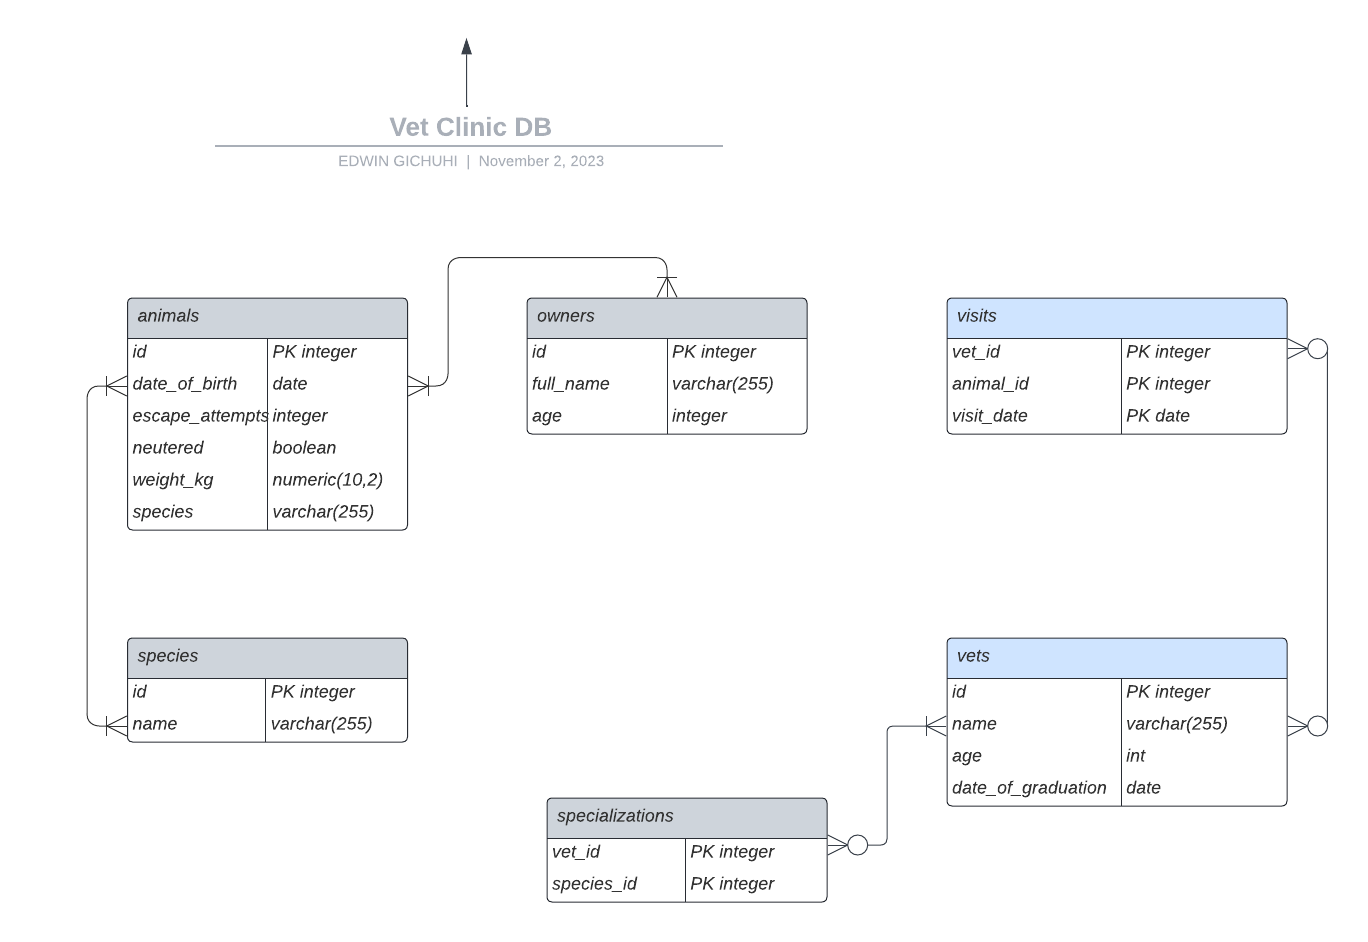 Vet Clinic DB
EDWIN GICHUHI | November 2, 2023
animals
id PK integer
date_of_birth date
escape_attempts integer
neutered boolean
weight_kg numeric(10,2)
species varchar(255)
owners
id PK integer
full_name varchar(255)
age integer
visits
vet_id PK integer
animal_id PK integer
visit_date PK date
species
id PK integer
name varchar(255)
vets
id PK integer
name varchar(255)
age int
date_of_graduation date
specializations
vet_id PK integer
species_id PK integer